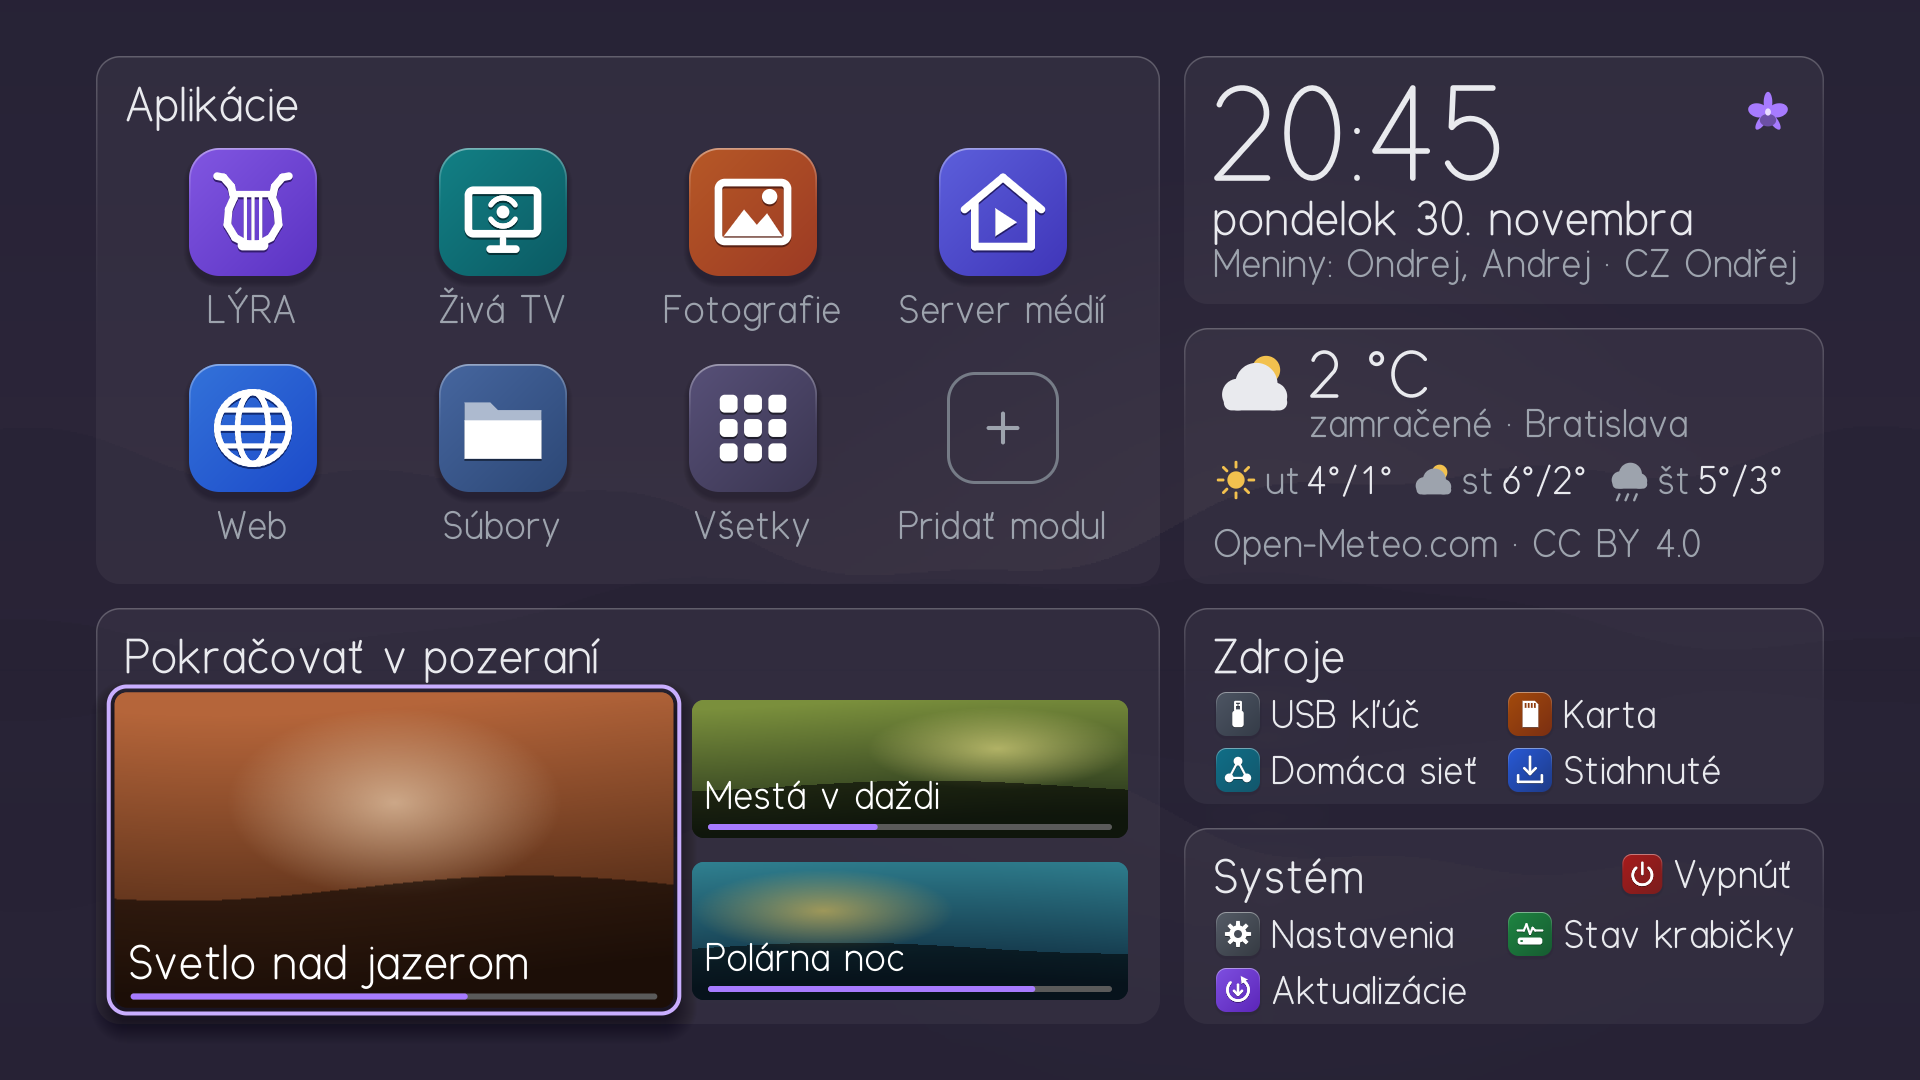 Aplikácie
LÝRA
Živá TV
Fotografie
Server médií
Web
Súbory
Všetky
Pridať modul
20:45
pondelok 30. novembra
Meniny: Ondrej, Andrej · CZ Ondřej
2 °C
zamračené · Bratislava
ut 4°/1° st 6°/2° št 5°/3°
Open-Meteo.com · CC BY 4.0
Pokračovať v pozeraní
Svetlo nad jazerom
Mestá v daždi
Polárna noc
Zdroje
USB kľúč
Karta
Domáca sieť
Stiahnuté
Systém
Vypnúť
Nastavenia
Stav krabičky
Aktualizácie